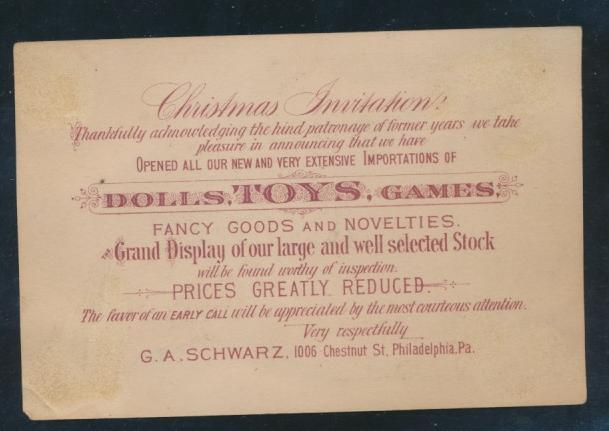 Christmas Invitation!
Thankfully acknowledging the kind patronage of former years we take
pleasure in announcing that we have
OPENED ALL OUR NEW AND VERY EXTENSIVE IMPORTATIONS OF
DOLLS, TOYS, GAMES,
FANCY GOODS AND NOVELTIES.
The Grand Display of our large and well selected Stock
will be found worthy of inspection.
PRICES GREATLY REDUCED.
The favor of an EARLY CALL will be appreciated by the most courteous attention.
Very respectfully
G. A. SCHWARZ, 1006 Chestnut St. Philadelphia, Pa.